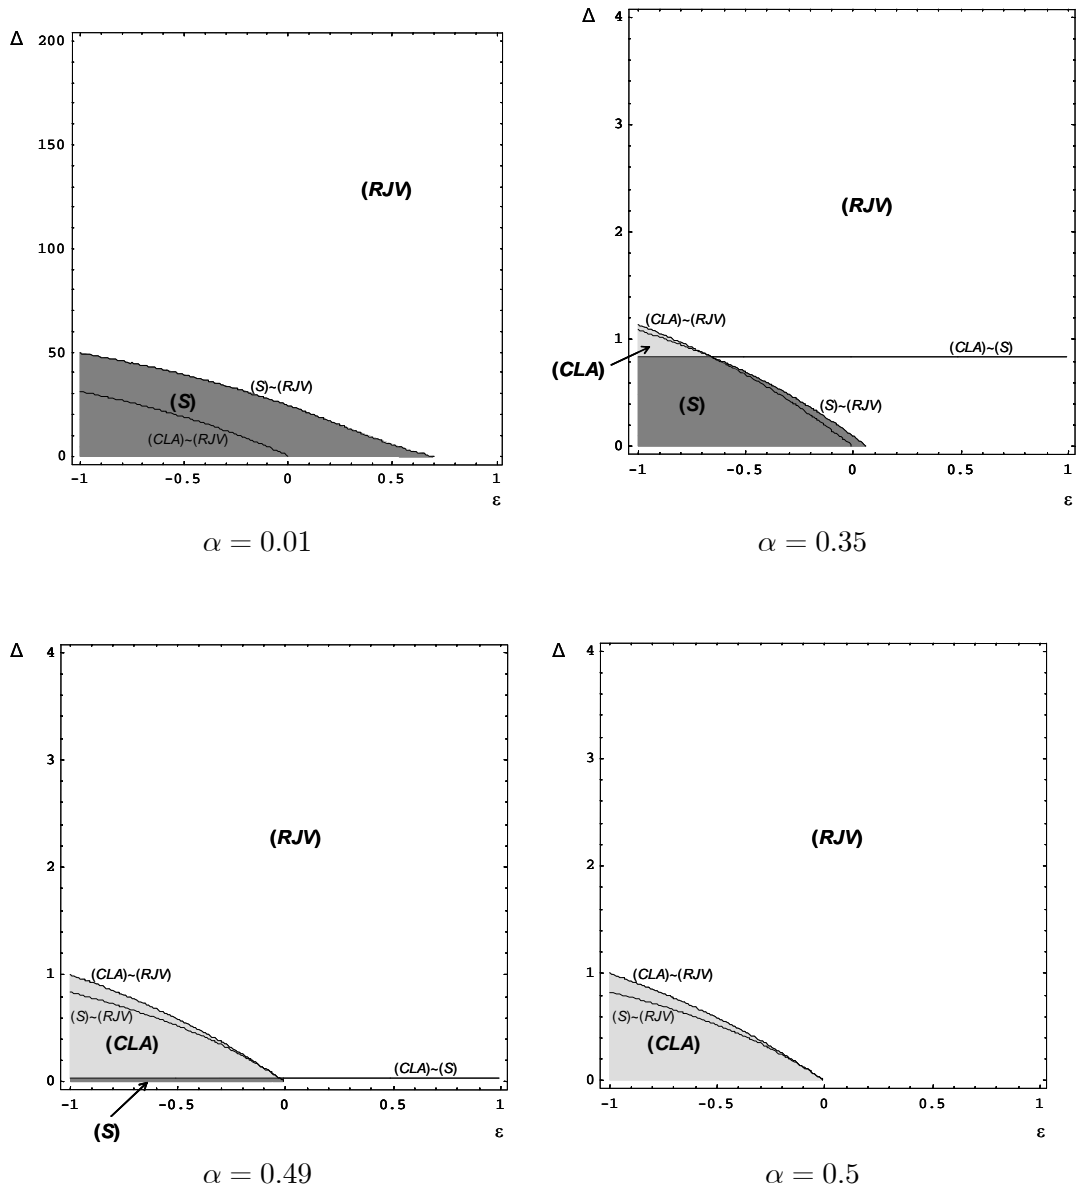 Δ
200
150
100
50
0
(RJV)
(S)~(RJV)
(S)
(CLA)~(RJV)
-1 -0.5 0 0.5 1
ε
α = 0.01
Δ
4
3
2
1
0
(RJV)
(CLA)~(RJV)
(CLA)~(S)
(CLA)
(S)
(S)~(RJV)
-1 -0.5 0 0.5 1
ε
α = 0.35
Δ
4
3
2
1
0
(RJV)
(CLA)~(RJV)
(S)~(RJV)
(CLA)
(CLA)~(S)
-1 -0.5 0 0.5 1
(S)
ε
α = 0.49
Δ
4
3
2
1
0
(RJV)
(CLA)~(RJV)
(S)~(RJV)
(CLA)
-1 -0.5 0 0.5 1
ε
α = 0.5